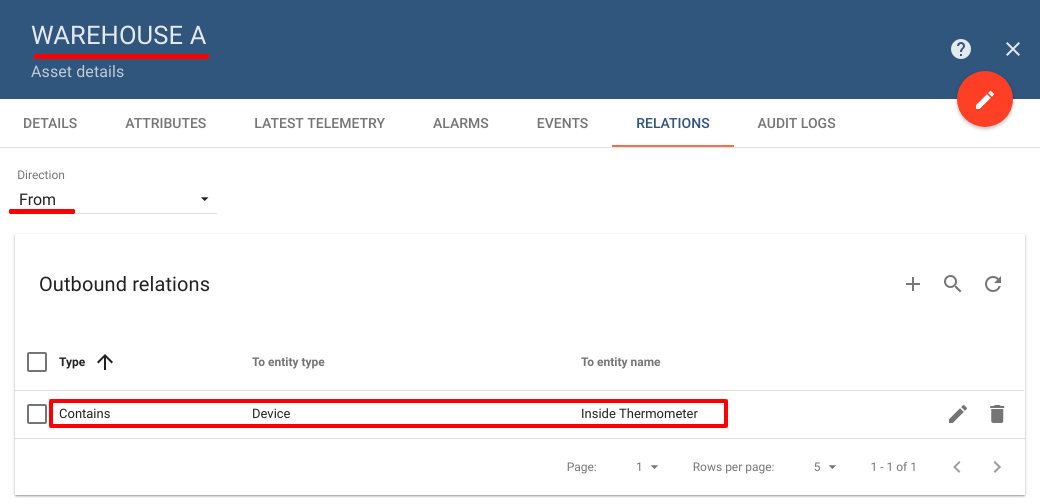 WAREHOUSE A
Asset details
?
DETAILS ATTRIBUTES LATEST TELEMETRY ALARMS EVENTS RELATIONS AUDIT LOGS
Direction
From
Outbound relations
Type To entity type To entity name
Contains Device Inside Thermometer
Page: 1 Rows per page: 5 1 - 1 of 1